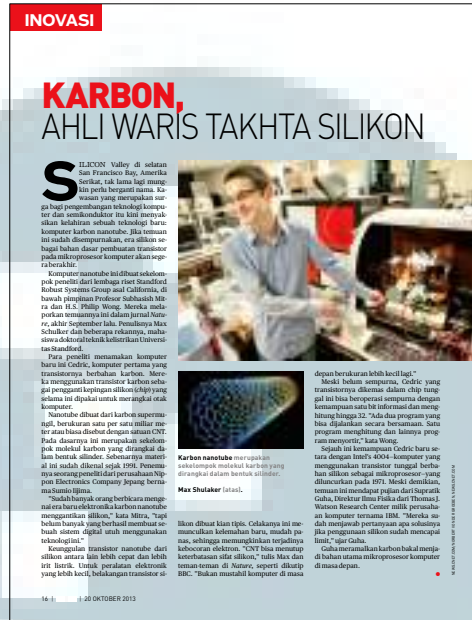 INOVASI
KARBON,
AHLI WARIS TAKHTA SILIKON
SILICON Valley di selatan
San Francisco Bay, Amerika
Serikat, tak lama lagi mung-
kin perlu berganti nama. Ka-
wasan yang merupakan sur-
ga bagi pengembangan teknologi kompu-
ter dan semikonduktor itu kini menyak-
sikan kelahiran sebuah teknologi baru:
komputer karbon nanotube. Jika temuan
ini sudah disempurnakan, era silikon se-
bagai bahan dasar pembuatan transistor
pada mikroprosesor komputer akan sege-
ra berakhir.
Komputer nanotube ini dibuat sekelom-
pok peneliti dari lembaga riset Standford
Robust Systems Group asal California, di
bawah pimpinan Profesor Subhasish Mit-
ra dan H.S. Philip Wong. Mereka mela-
porkan temuannya ini dalam jurnal Natu-
re, akhir September lalu. Penulisnya Max
Schulker dan beberapa rekannya, maha-
siswa doktoral teknik kelistrikan Universi-
tas Standford.
Para peneliti menamakan komputer
baru ini Cedric, komputer pertama yang
transistornya berbahan karbon. Mere-
ka menggunakan transistor karbon seba-
gai pengganti kepingan silikon (chip) yang
selama ini dipakai untuk merangkai otak
komputer.
Nanotube dibuat dari karbon supermu-
ngil, berukuran satu per satu miliar me-
ter atau biasa disebut dengan satuan CNT.
Pada dasarnya ini merupakan sekelom-
pok molekul karbon yang dirangkai da-
lam bentuk silinder. Sebenarnya materi-
al ini sudah dikenal sejak 1991. Penemu-
nya seorang peneliti dari perusahaan Nip-
pon Electronics Company Jepang berna-
ma Sumio Iijima.
"Sudah banyak orang berbicara menge-
nai era baru elektronika karbon nanotube
menggantikan silikon," kata Mitra, "tapi
belum banyak yang berhasil membuat se-
buah sistem digital utuh menggunakan
teknologi ini."
Keunggulan transistor nanotube dari
silikon antara lain lebih cepat dan lebih
irit listrik. Untuk peralatan elektronik
yang lebih kecil, belakangan transistor si-
Karbon nanotube merupakan
sekelompok molekul karbon yang
dirangkai dalam bentuk silinder.
Max Shulaker (atas).
likon dibuat kian tipis. Celakanya ini me-
munculkan kelemahan baru, mudah pa-
nas, sehingga memungkinkan terjadinya
kebocoran elektron. "CNT bisa menutup
keterbatasan sifat silikon," tulis Max dan
teman-teman di Nature, seperti dikutip
BBC. "Bukan mustahil komputer di masa
depan berukuran lebih kecil lagi."
Meski belum sempurna, Cedric yang
transistornya dikemas dalam chip tung-
gal ini bisa beroperasi sempurna dengan
kemampuan satu bit informasi dan meng-
hitung hingga 32. "Ada dua program yang
bisa dijalankan secara bersamaan. Satu
program menghitung dan lainnya prog-
ram menyortir," kata Wong.
Sejauh ini kemampuan Cedric baru se-
tara dengan Intel's 4004-komputer yang
menggunakan transistor tunggal berba-
han silikon sebagai mikroprosesor-yang
diluncurkan pada 1971. Meski demikian,
temuan ini mendapat pujian dari Supratik
Guha, Direktur Ilmu Fisika dari Thomas J.
Watson Research Center milik perusaha-
an komputer ternama IBM. "Mereka su-
dah menjawab pertanyaan apa solusinya
jika penggunaan silikon sudah mencapai
limit," ujar Guha.
Guha meramalkan karbon bakal menja-
di bahan utama mikroprosesor komputer
di masa depan.
16 | | 20 OKTOBER 2013